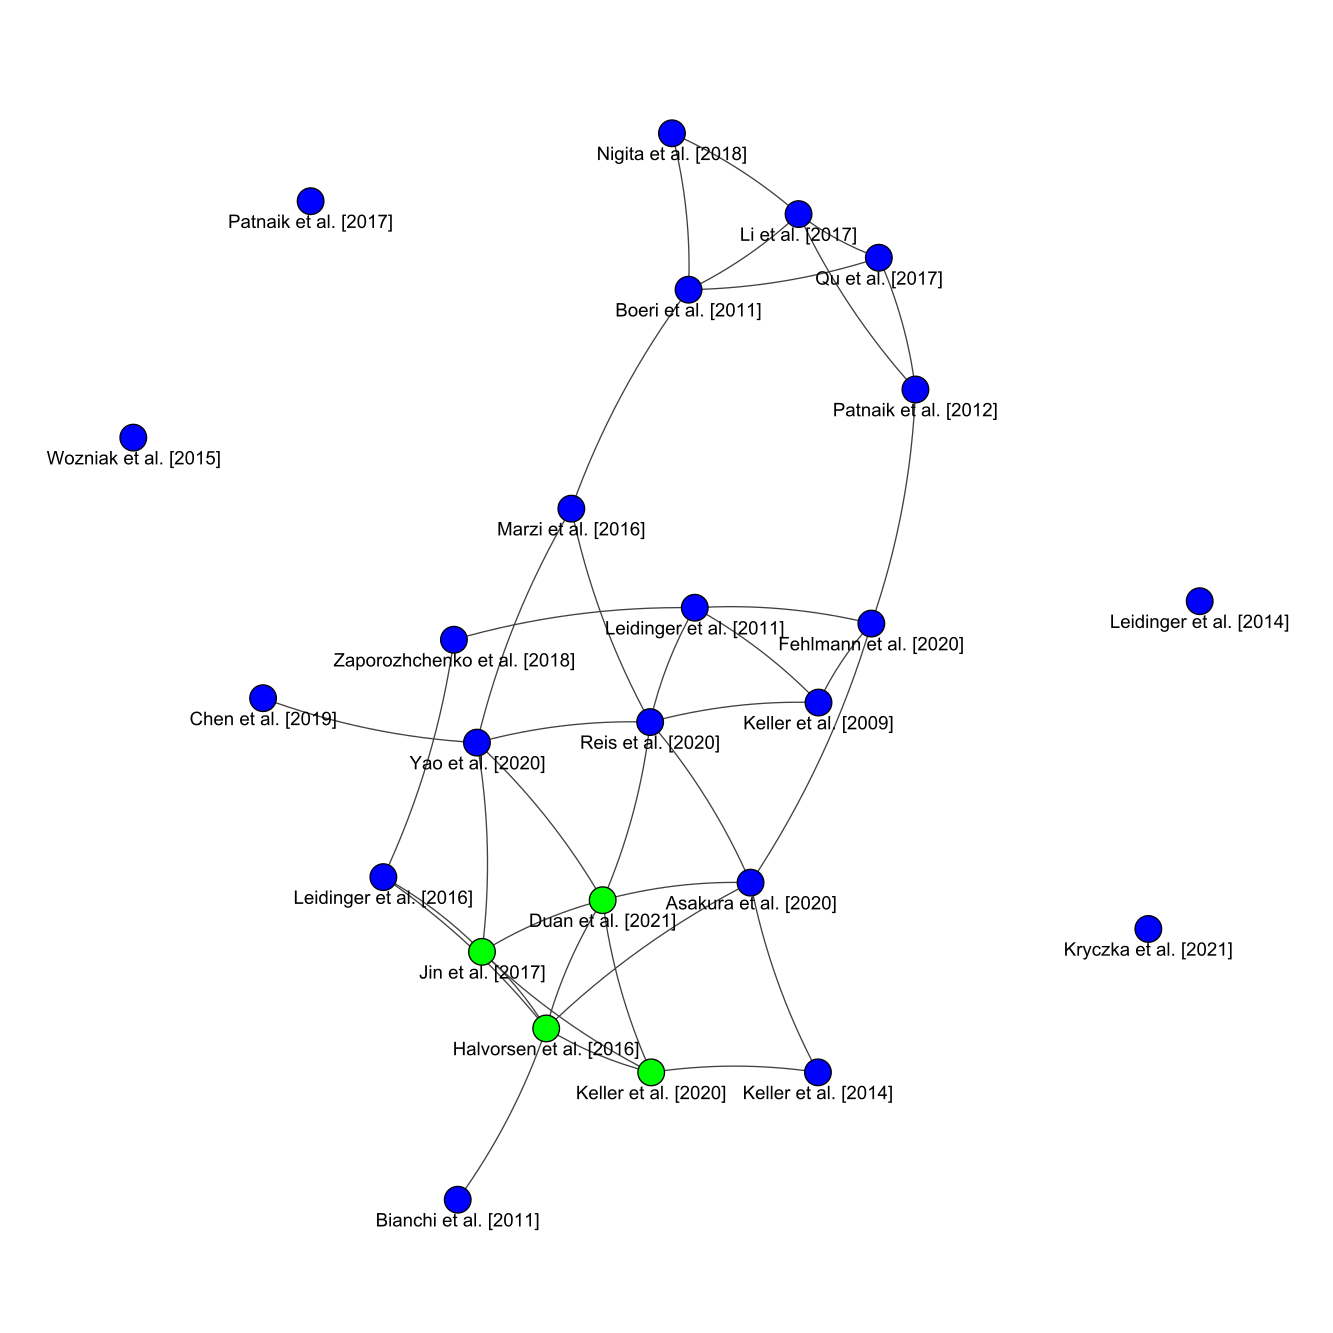 Nigita et al. [2018]
Patnaik et al. [2017]
Li et al. [2017]
Qu et al. [2017]
Boeri et al. [2011]
Patnaik et al. [2012]
Wozniak et al. [2015]
Marzi et al. [2016]
Leidinger et al. [2014]
Leidinger et al. [2011]
Fehlmann et al. [2020]
Zaporozhchenko et al. [2018]
Chen et al. [2019]
Keller et al. [2009]
Reis et al. [2020]
Yao et al. [2020]
Leidinger et al. [2016]
Asakura et al. [2020]
Duan et al. [2021]
Kryczka et al. [2021]
Jin et al. [2017]
Halvorsen et al. [2016]
Keller et al. [2020]
Keller et al. [2014]
Bianchi et al. [2011]